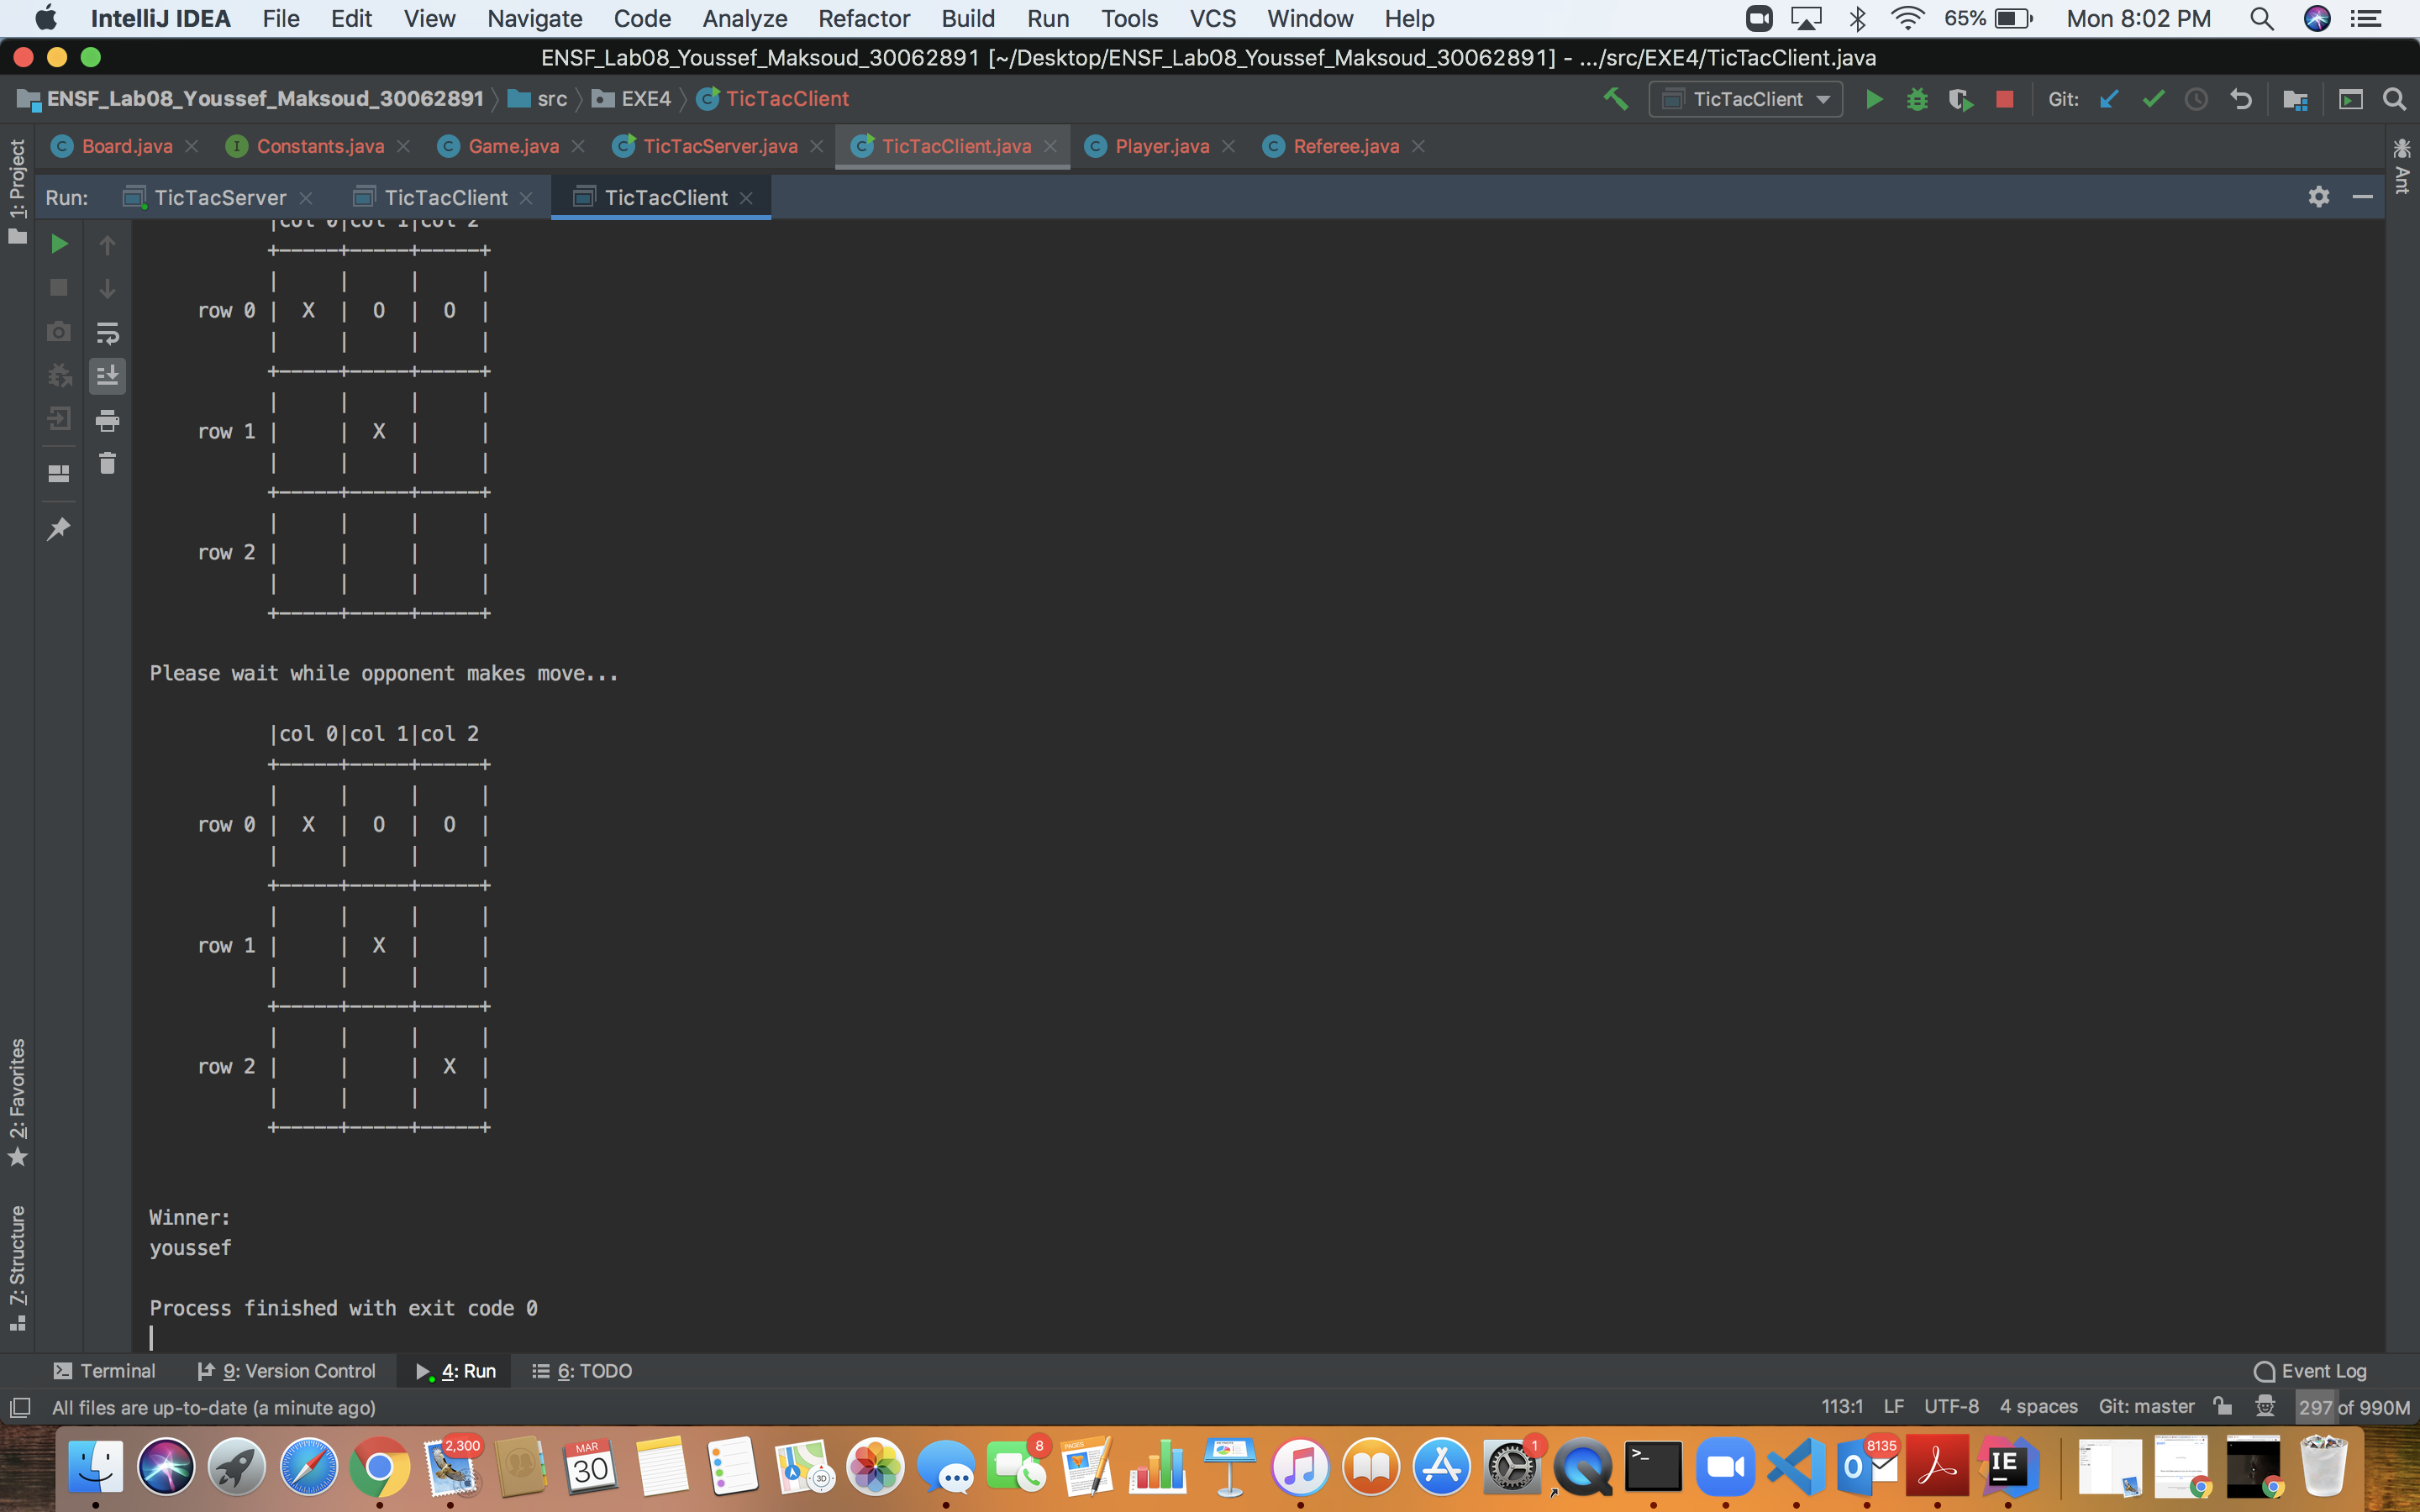 IntelliJ IDEA File Edit View Navigate Code Analyze Refactor Build Run Tools VCS Window Help 65% Mon 8:02 PM
ENSF_Lab08_Youssef_Maksoud_30062891 [~/Desktop/ENSF_Lab08_Youssef_Maksoud_30062891] - .../src/EXE4/TicTacClient.java
ENSF_Lab08_Youssef_Maksoud_30062891 src EXE4 TicTacClient TicTacClient Git:
Board.java Constants.java Game.java TicTacServer.java TicTacClient.java Player.java Referee.java
1: Project
Ant
Run: TicTacServer TicTacClient TicTacClient
|col 0|col 1|col 2
+-----+-----+-----+
|     |     |     |
row 0 |  X  |  O  |  O  |
|     |     |     |
+-----+-----+-----+
|     |     |     |
row 1 |     |  X  |     |
|     |     |     |
+-----+-----+-----+
|     |     |     |
row 2 |     |     |     |
|     |     |     |
+-----+-----+-----+
Please wait while opponent makes move...
|col 0|col 1|col 2
+-----+-----+-----+
|     |     |     |
row 0 |  X  |  O  |  O  |
|     |     |     |
+-----+-----+-----+
|     |     |     |
row 1 |     |  X  |     |
|     |     |     |
+-----+-----+-----+
|     |     |     |
row 2 |     |     |  X  |
|     |     |     |
+-----+-----+-----+
2: Favorites
Winner:
youssef
Z: Structure
Process finished with exit code 0
Terminal 9: Version Control 4: Run 6: TODO Event Log
All files are up-to-date (a minute ago) 113:1 LF UTF-8 4 spaces Git: master 297 of 990M
2,300 MAR 30 3D 8 PAGES 1 >_ 8135 IE